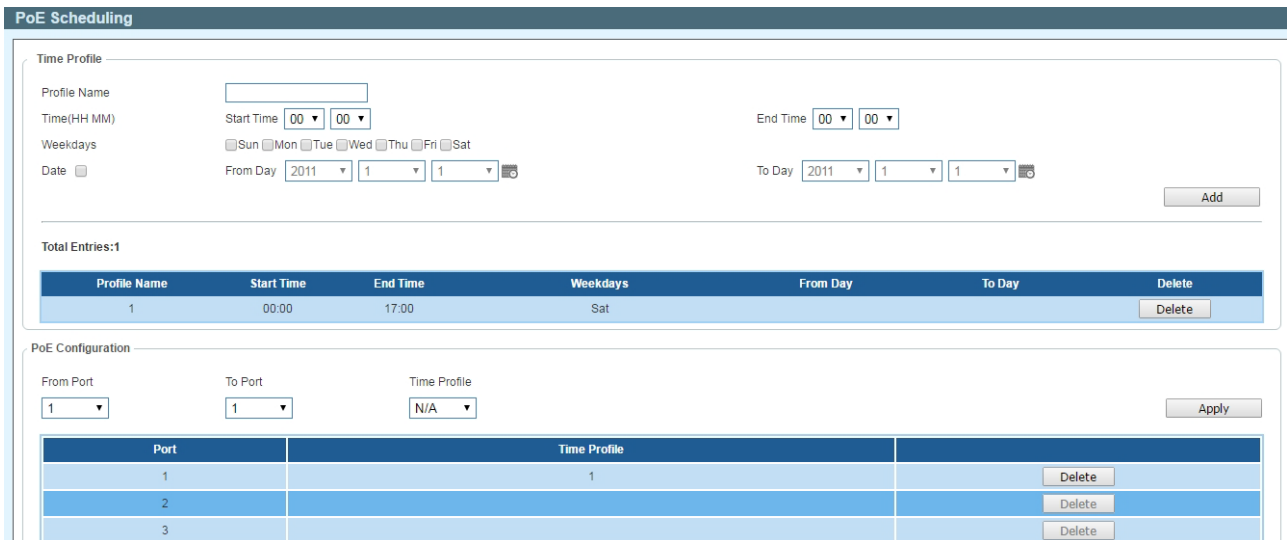 PoE Scheduling
Time Profile
Profile Name
Time(HH MM) Start Time 00 00 End Time 00 00
Weekdays Sun Mon Tue Wed Thu Fri Sat
Date From Day 2011 1 1 To Day 2011 1 1
Add
Total Entries:1
Profile Name Start Time End Time Weekdays From Day To Day Delete
1 00:00 17:00 Sat Delete
PoE Configuration
From Port To Port Time Profile
1 1 N/A Apply
Port Time Profile
1 1 Delete
2 Delete
3 Delete